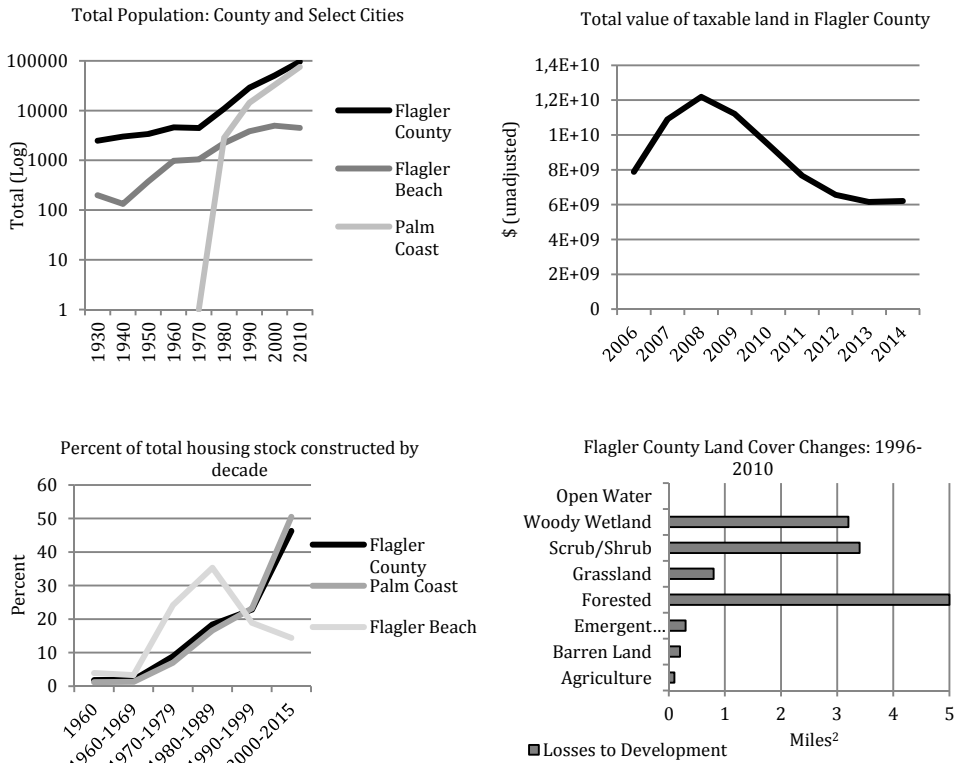 Total Population: County and Select Cities
100000
10000
1000
100
10
1
Total (Log)
1930
1940
1950
1960
1970
1980
1990
2000
2010
Flagler
County
Flagler
Beach
Palm
Coast
Total value of taxable land in Flagler County
1,4E+10
1,2E+10
1E+10
8E+09
6E+09
4E+09
2E+09
0
$ (unadjusted)
2006
2007
2008
2009
2010
2011
2012
2013
2014
Percent of total housing stock constructed by
decade
60
50
40
30
20
10
0
Percent
1960
1960-1969
1970-1979
1980-1989
1990-1999
2000-2015
Flagler
County
Palm Coast
Flagler Beach
Flagler County Land Cover Changes: 1996-
2010
Open Water
Woody Wetland
Scrub/Shrub
Grassland
Forested
Emergent...
Barren Land
Agriculture
0 1 2 3 4 5
Miles²
Losses to Development